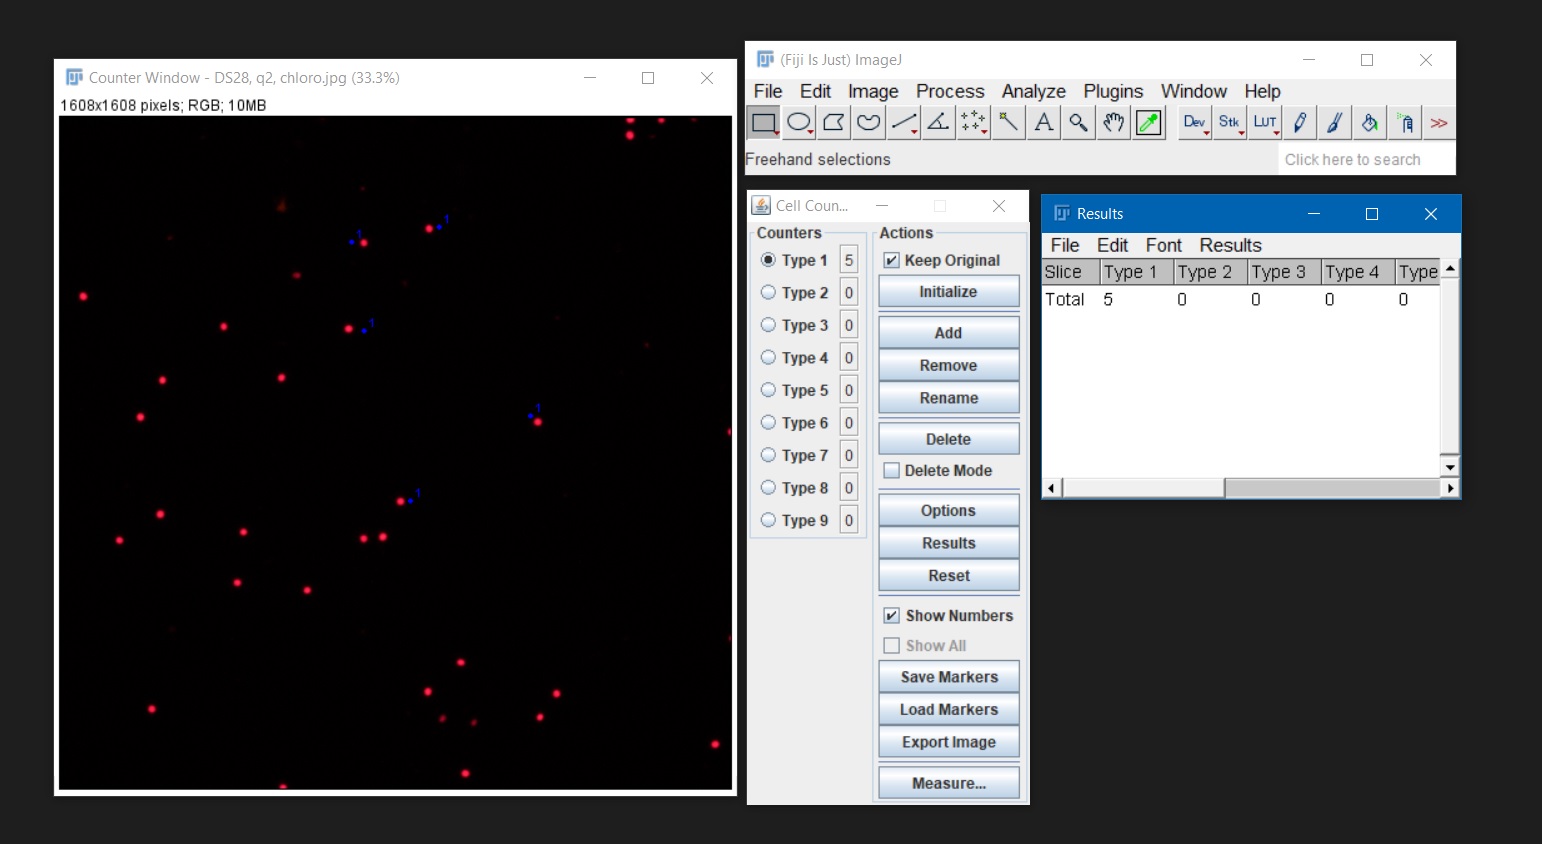 Counter Window - DS28, q2, chloro.jpg (33.3%)
1608x1608 pixels; RGB; 10MB
1
1
1
1
1
(Fiji Is Just) ImageJ
File Edit Image Process Analyze Plugins Window Help
A Dev Stk LUT >>
Freehand selections Click here to search
Cell Coun...
Counters Actions
Type 1 5 Keep Original
Type 2 0 Initialize
Type 3 0 Add
Type 4 0 Remove
Type 5 0 Rename
Type 6 0 Delete
Type 7 0 Delete Mode
Type 8 0 Options
Type 9 0 Results
Reset
Show Numbers
Show All
Save Markers
Load Markers
Export Image
Measure...
Results
File Edit Font Results
Slice Type 1 Type 2 Type 3 Type 4 Type
Total 5 0 0 0 0